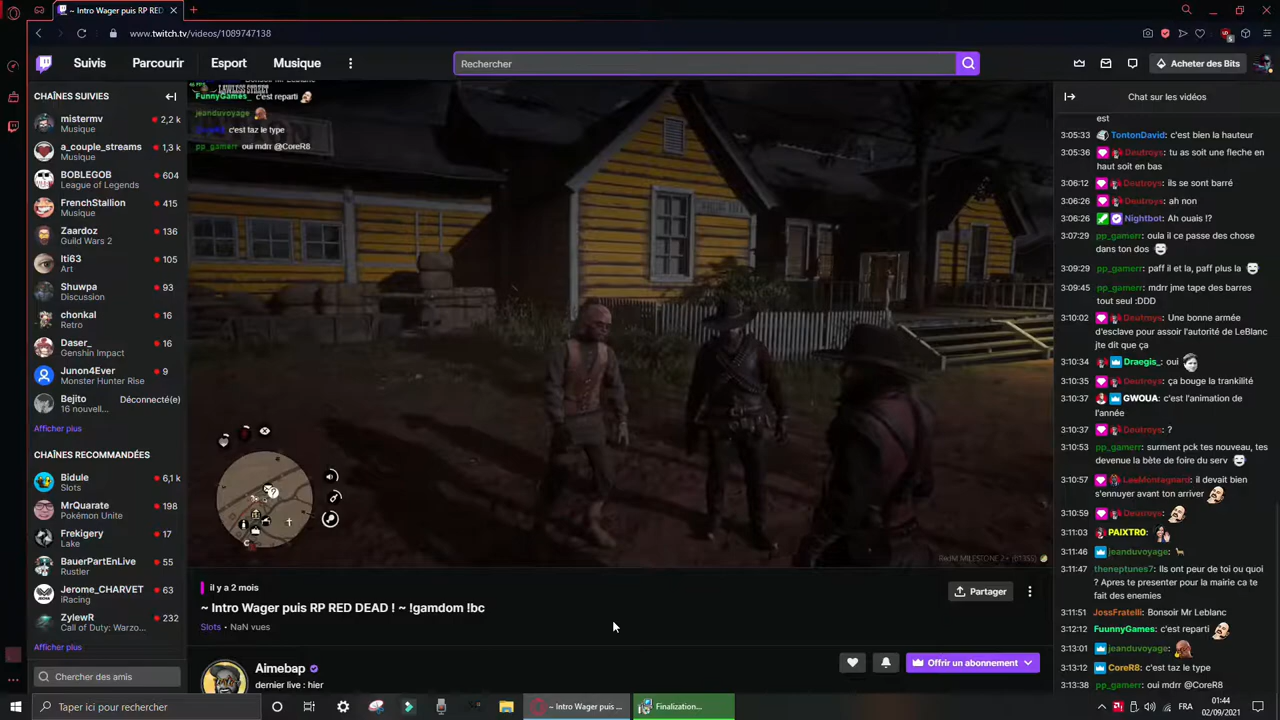 ~ Intro Wager puis RP RED
www.twitch.tv/videos/1089747138
Suivis
Parcourir
Esport
Musique
Rechercher
Acheter des Bits
CHAÎNES SUIVIES
mistermv
2,2 k
Musique
a_couple_streams
1,3 k
Musique
BOBLEGOB
604
League of Legends
FrenchStallion
415
Musique
Zaardoz
136
Guild Wars 2
Iti63
105
Art
Shuwpa
93
Discussion
chonkal
16
Retro
Daser_
16
Genshin Impact
Junon4Ever
9
Monster Hunter Rise
Bejito
Déconnecté(e)
16 nouvell...
Afficher plus
CHAÎNES RECOMMANDÉES
Bidule
6,1 k
Slots
MrQuarate
198
Pokémon Unite
Frekigery
17
Lake
BauerPartEnLive
55
Rustler
Jerome_CHARVET
63
iRacing
ZylewR
232
Call of Duty: Warzo...
Afficher plus
Chercher des amis
Bonsoir Mr Leblanc
LAWLESS STREET
FunnyGames_ c'est reparti
jeanduvoyage
c'est taz le type
pp_gamerr oui mdrr @CoreR8
il y a 2 mois
Partager
~ Intro Wager puis RP RED DEAD ! ~ !gamdom !bc
Slots • NaN vues
Aimebap
dernier live : hier
Offrir un abonnement
Chat sur les vidéos
est
3:05:33 TontonDavid: c'est bien la hauteur
3:05:36 Deutroys: tu as soit une fleche en
haut soit en bas
3:06:12 Deutroys: ils se sont barré
3:06:26 Deutroys: ah non
3:06:26 Nightbot: Ah ouais !?
3:07:29 pp_gamerr: oula il ce passe des chose
dans ton dos
3:09:29 pp_gamerr: paff il et la, paff plus la
3:09:45 pp_gamerr: mdrr jme tape des barres
tout seul :DDD
3:10:02 Deutroys: Une bonne armée
d'esclave pour assoir l'autorité de LeBlanc
jte dit que ça
3:10:34 Draegis_: oui
3:10:35 Deutroys: ça bouge la trankilité
3:10:37 GWOUA: c'est l'animation de
l'année
3:10:37 Deutroys: ?
3:10:53 pp_gamerr: surment pck tes nouveau, tes
devenue la bète de foire du serv
3:10:57 LeeMontagnard: il devait bien
s'ennuyer avant ton arriver
3:10:59 Deutroys:
3:11:03 PAIXTR0:
3:11:46 jeanduvoyage:
3:11:47 theneptunes7: Ils ont peur de toi ou quoi
? Apres te presenter pour la mairie ca te
fait des enemies
3:11:51 JossFratelli: Bonsoir Mr Leblanc
3:12:12 FuunnyGames: c'est reparti
3:13:01 jeanduvoyage:
3:13:12 CoreR8: c'est taz le type
3:13:38 pp_gamerr: oui mdrr @CoreR8
Taper ici pour rechercher
~ Intro Wager puis ...
Finalization...
FRA
01:44
02/09/2021